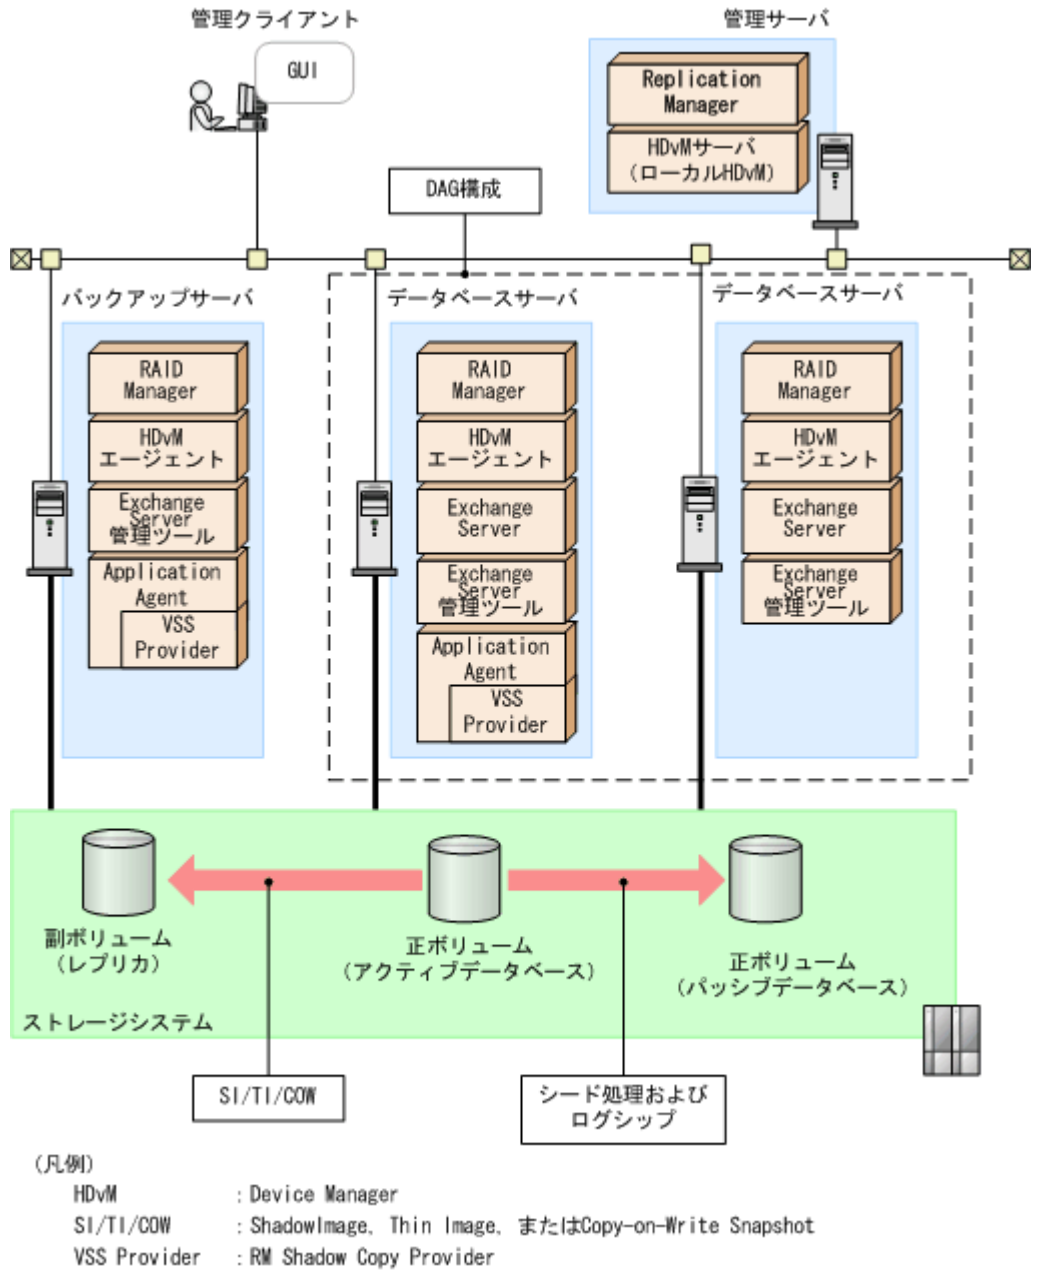 管理クライアント
GUI
管理サーバ
Replication
Manager
HDvMサーバ
(ローカルHDvM)
DAG構成
バックアップサーバ
RAID
Manager
HDvM
エージェント
Exchange
Server
管理ツール
Application
Agent
VSS
Provider
データベースサーバ
RAID
Manager
HDvM
エージェント
Exchange
Server
Exchange
Server
管理ツール
Application
Agent
VSS
Provider
データベースサーバ
RAID
Manager
HDvM
エージェント
Exchange
Server
Exchange
Server
管理ツール
副ボリューム
(レプリカ)
正ボリューム
(アクティブデータベース)
正ボリューム
(パッシブデータベース)
ストレージシステム
SI/TI/COW
シード処理および
ログシップ
(凡例)
HDvM : Device Manager
SI/TI/COW : ShadowImage, Thin Image, またはCopy-on-Write Snapshot
VSS Provider : RM Shadow Copy Provider